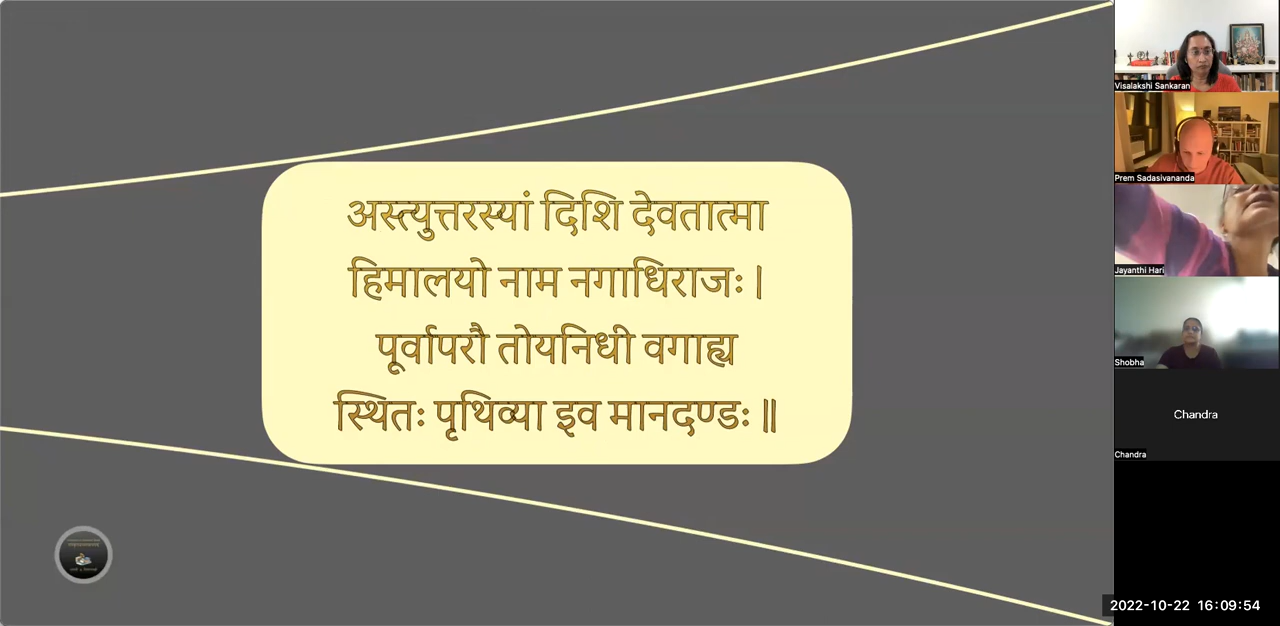 अस्त्युत्तरस्यां दिशि देवतात्मा
हिमालयो नाम नगाधिराजः ।
पूर्वापरौ तोयनिधी वगाह्य
स्थितः पृथिव्या इव मानदण्डः ॥
Visalakshi Sankaran
Prem Sadasivananda
Jayanthi Hari
Shobha
Chandra
Chandra
2022-10-22 16:09:54